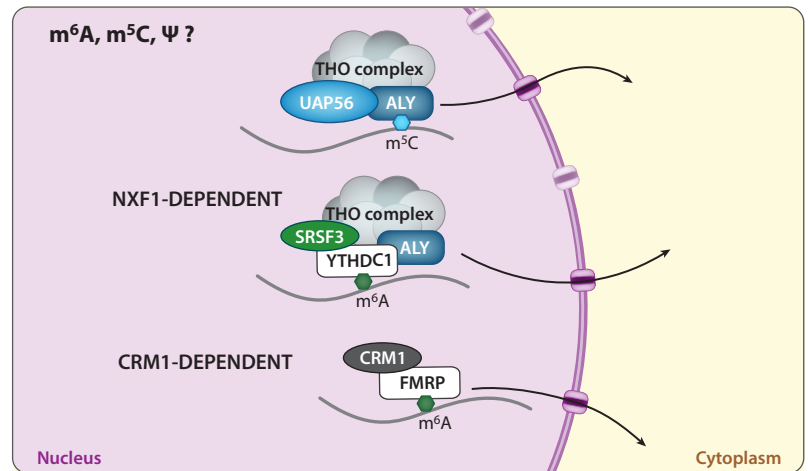 m⁶A, m⁵C, Ψ ?
THO complex
UAP56
ALY
m⁵C
NXF1-DEPENDENT
THO complex
SRSF3
ALY
YTHDC1
m⁶A
CRM1-DEPENDENT
CRM1
FMRP
m⁶A
Nucleus
Cytoplasm